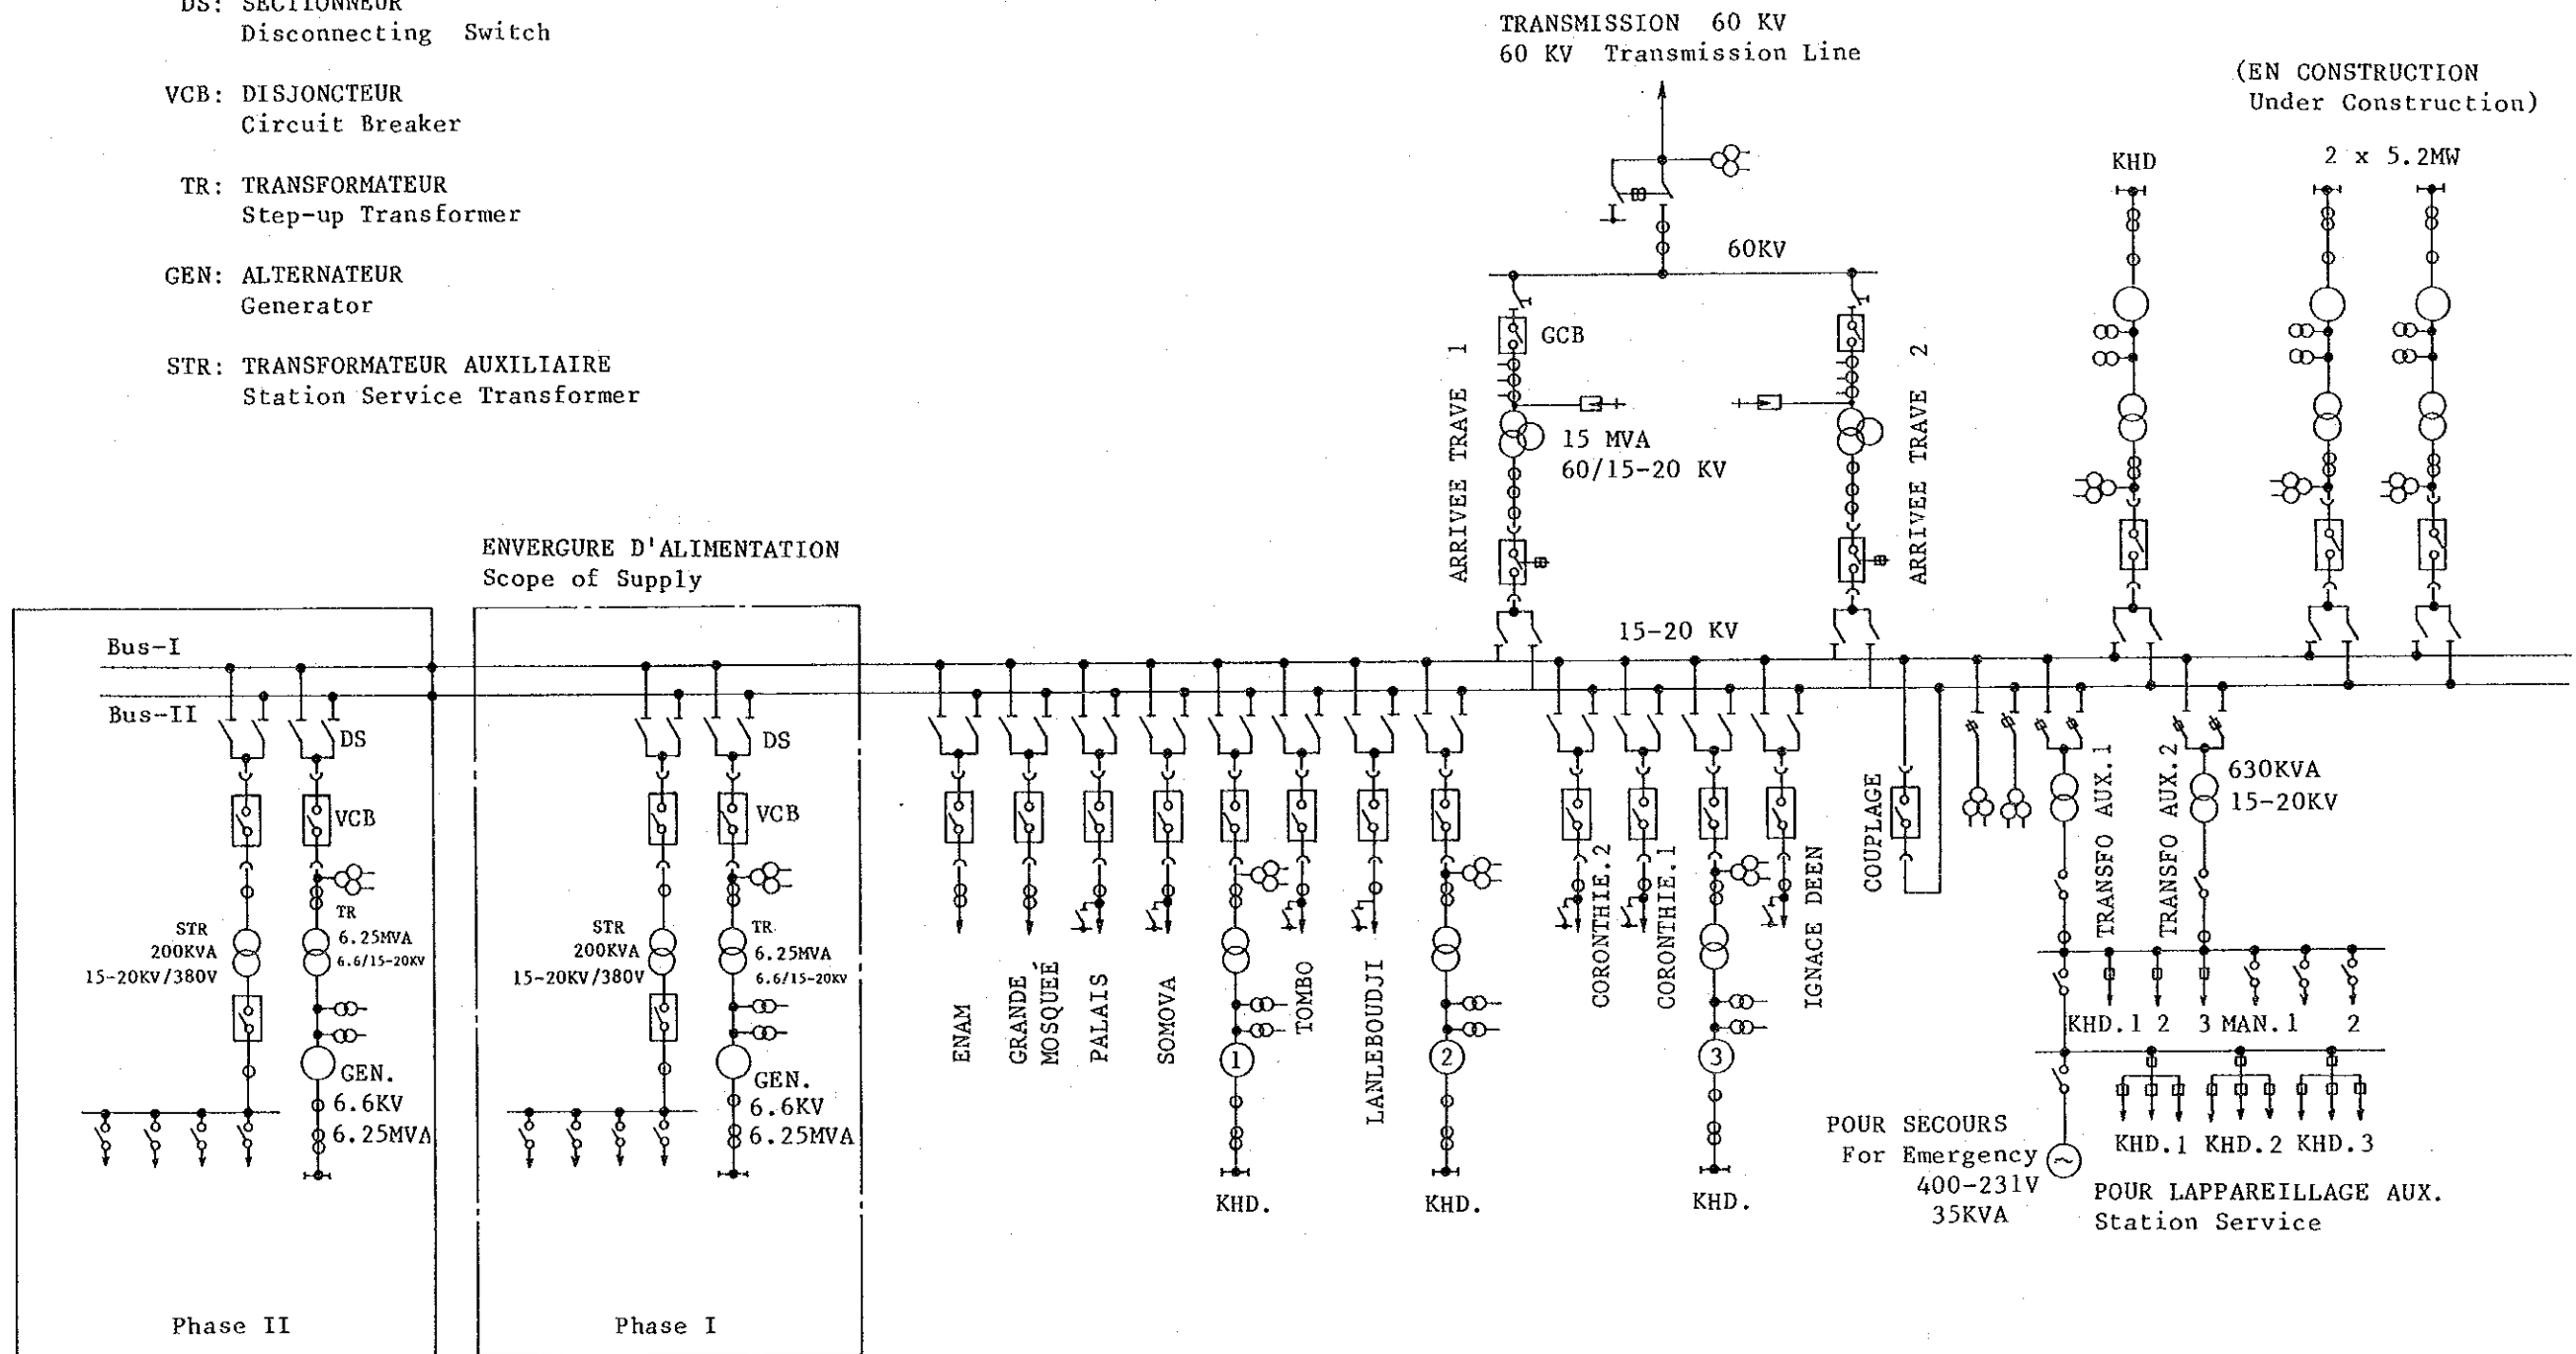 DS: SECTIONNEUR
Disconnecting Switch
VCB: DISJONCTEUR
Circuit Breaker
TR: TRANSFORMATEUR
Step-up Transformer
GEN: ALTERNATEUR
Generator
STR: TRANSFORMATEUR AUXILIAIRE
Station Service Transformer
TRANSMISSION 60 KV
60 KV Transmission Line
(EN CONSTRUCTION
Under Construction)
KHD
2 x 5.2MW
60KV
GCB
ARRIVEE TRAVE 1
15 MVA
60/15-20 KV
ARRIVEE TRAVE 2
ENVERGURE D'ALIMENTATION
Scope of Supply
15-20 KV
Bus-I
Bus-II
DS
VCB
TR
6.25MVA
6.6/15-20KV
STR
200KVA
15-20KV/380V
GEN.
6.6KV
6.25MVA
Phase II
DS
VCB
TR
6.25MVA
6.6/15-20KV
STR
200KVA
15-20KV/380V
GEN.
6.6KV
6.25MVA
Phase I
ENAM
GRANDE
MOSQUEÉ
PALAIS
SOMOVA
1
KHD.
TOMBO
LANLEBOUDJI
2
KHD.
CORONTHIE.2
CORONTHIE.1
3
KHD.
IGNACE DEEN
COUPLAGE
TRANSFO AUX.1
TRANSFO AUX.2
630KVA
15-20KV
KHD.1 2 3 MAN.1 2
KHD.1 KHD.2 KHD.3
POUR SECOURS
For Emergency
400-231V
35KVA
POUR LAPPAREILLAGE AUX.
Station Service